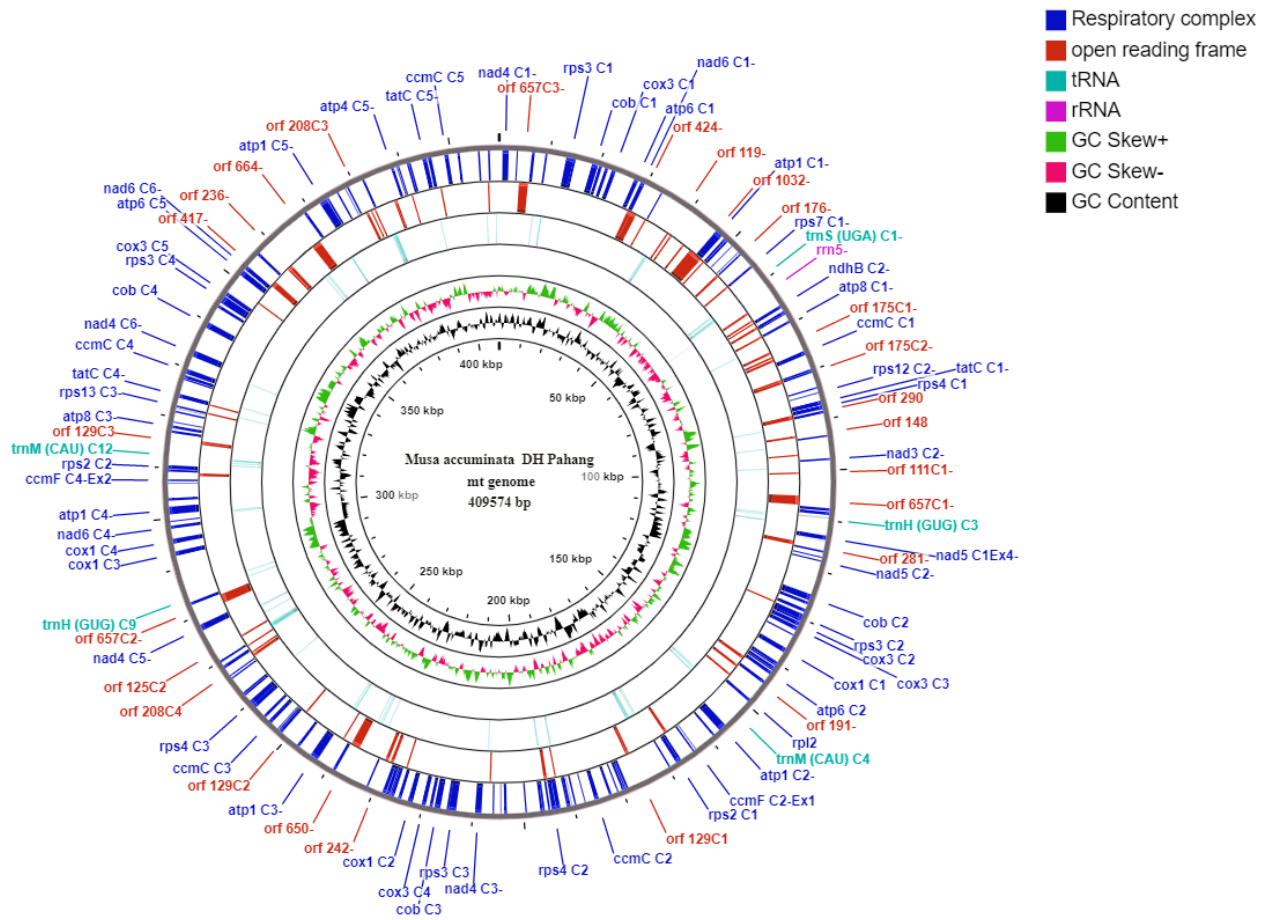 Respiratory complex
open reading frame
tRNA
rRNA
GC Skew+
GC Skew-
GC Content
nad4 C1-
orf 657C3-
rps3 C1
cob C1
cox3 C1
nad6 C1-
atp6 C1
orf 424-
orf 119-
atp1 C1-
orf 1032-
orf 176-
rps7 C1-
trnS (UGA) C1-
rrn5-
ndhB C2-
atp8 C1-
orf 175C1-
ccmC C1
orf 175C2-
rps12 C2-
tatC C1-
rps4 C1
orf 290
orf 148
nad3 C2-
orf 111C1-
orf 657C1-
trnH (GUG) C3
nad5 C1Ex4-
orf 281-
nad5 C2-
cob C2
rps3 C2
cox3 C2
cox3 C3
cox1 C1
atp6 C2
orf 191-
rpl2
trnM (CAU) C4
atp1 C2-
ccmF C2-Ex1
rps2 C1
orf 129C1
ccmC C2
rps4 C2
nad4 C3-
rps3 C3
cob C3
cox3 C4
cox1 C2
orf 242-
orf 650-
atp1 C3-
orf 129C2
ccmC C3
rps4 C3
orf 208C4
orf 125C2
nad4 C5-
orf 657C2-
trnH (GUG) C9
cox1 C3
cox1 C4
nad6 C4-
atp1 C4-
ccmF C4-Ex2
rps2 C2
trnM (CAU) C12
orf 129C3
atp8 C3
rps13 C3-
tatC C4-
ccmC C4
nad4 C6-
cob C4
rps3 C4
cox3 C5
orf 417-
atp6 C5
nad6 C6-
orf 236-
orf 664-
atp1 C5-
orf 208C3
atp4 C5-
tatC C5-
ccmC C5
400 kbp
50 kbp
100 kbp
150 kbp
200 kbp
250 kbp
300 kbp
350 kbp
Musa accuminata DH Pahang
mt genome
409574 bp